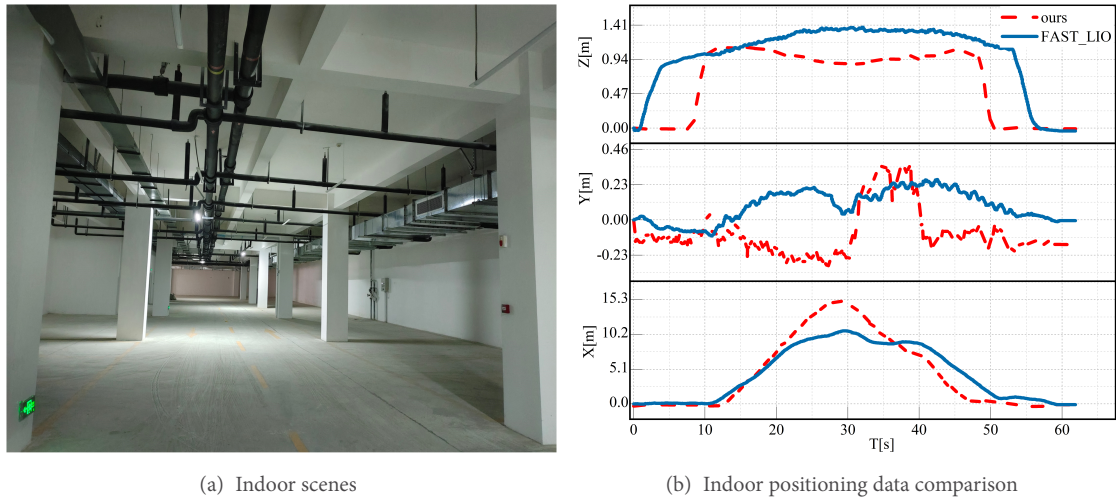 ours
FAST_LIO
Z[m]
1.41
0.94
0.47
0.00
Y[m]
0.46
0.23
0.00
-0.23
X[m]
15.3
10.2
5.1
0.0
0 10 20 30 40 50 60
T[s]
(a) Indoor scenes
(b) Indoor positioning data comparison